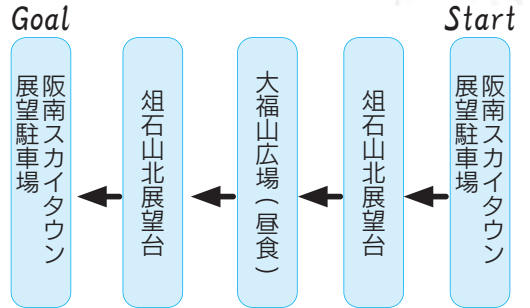 Goal
Start
阪南スカイタウン
展望駐車場
俎石山北展望台
大福山広場(昼食)
俎石山北展望台
阪南スカイタウン
展望駐車場